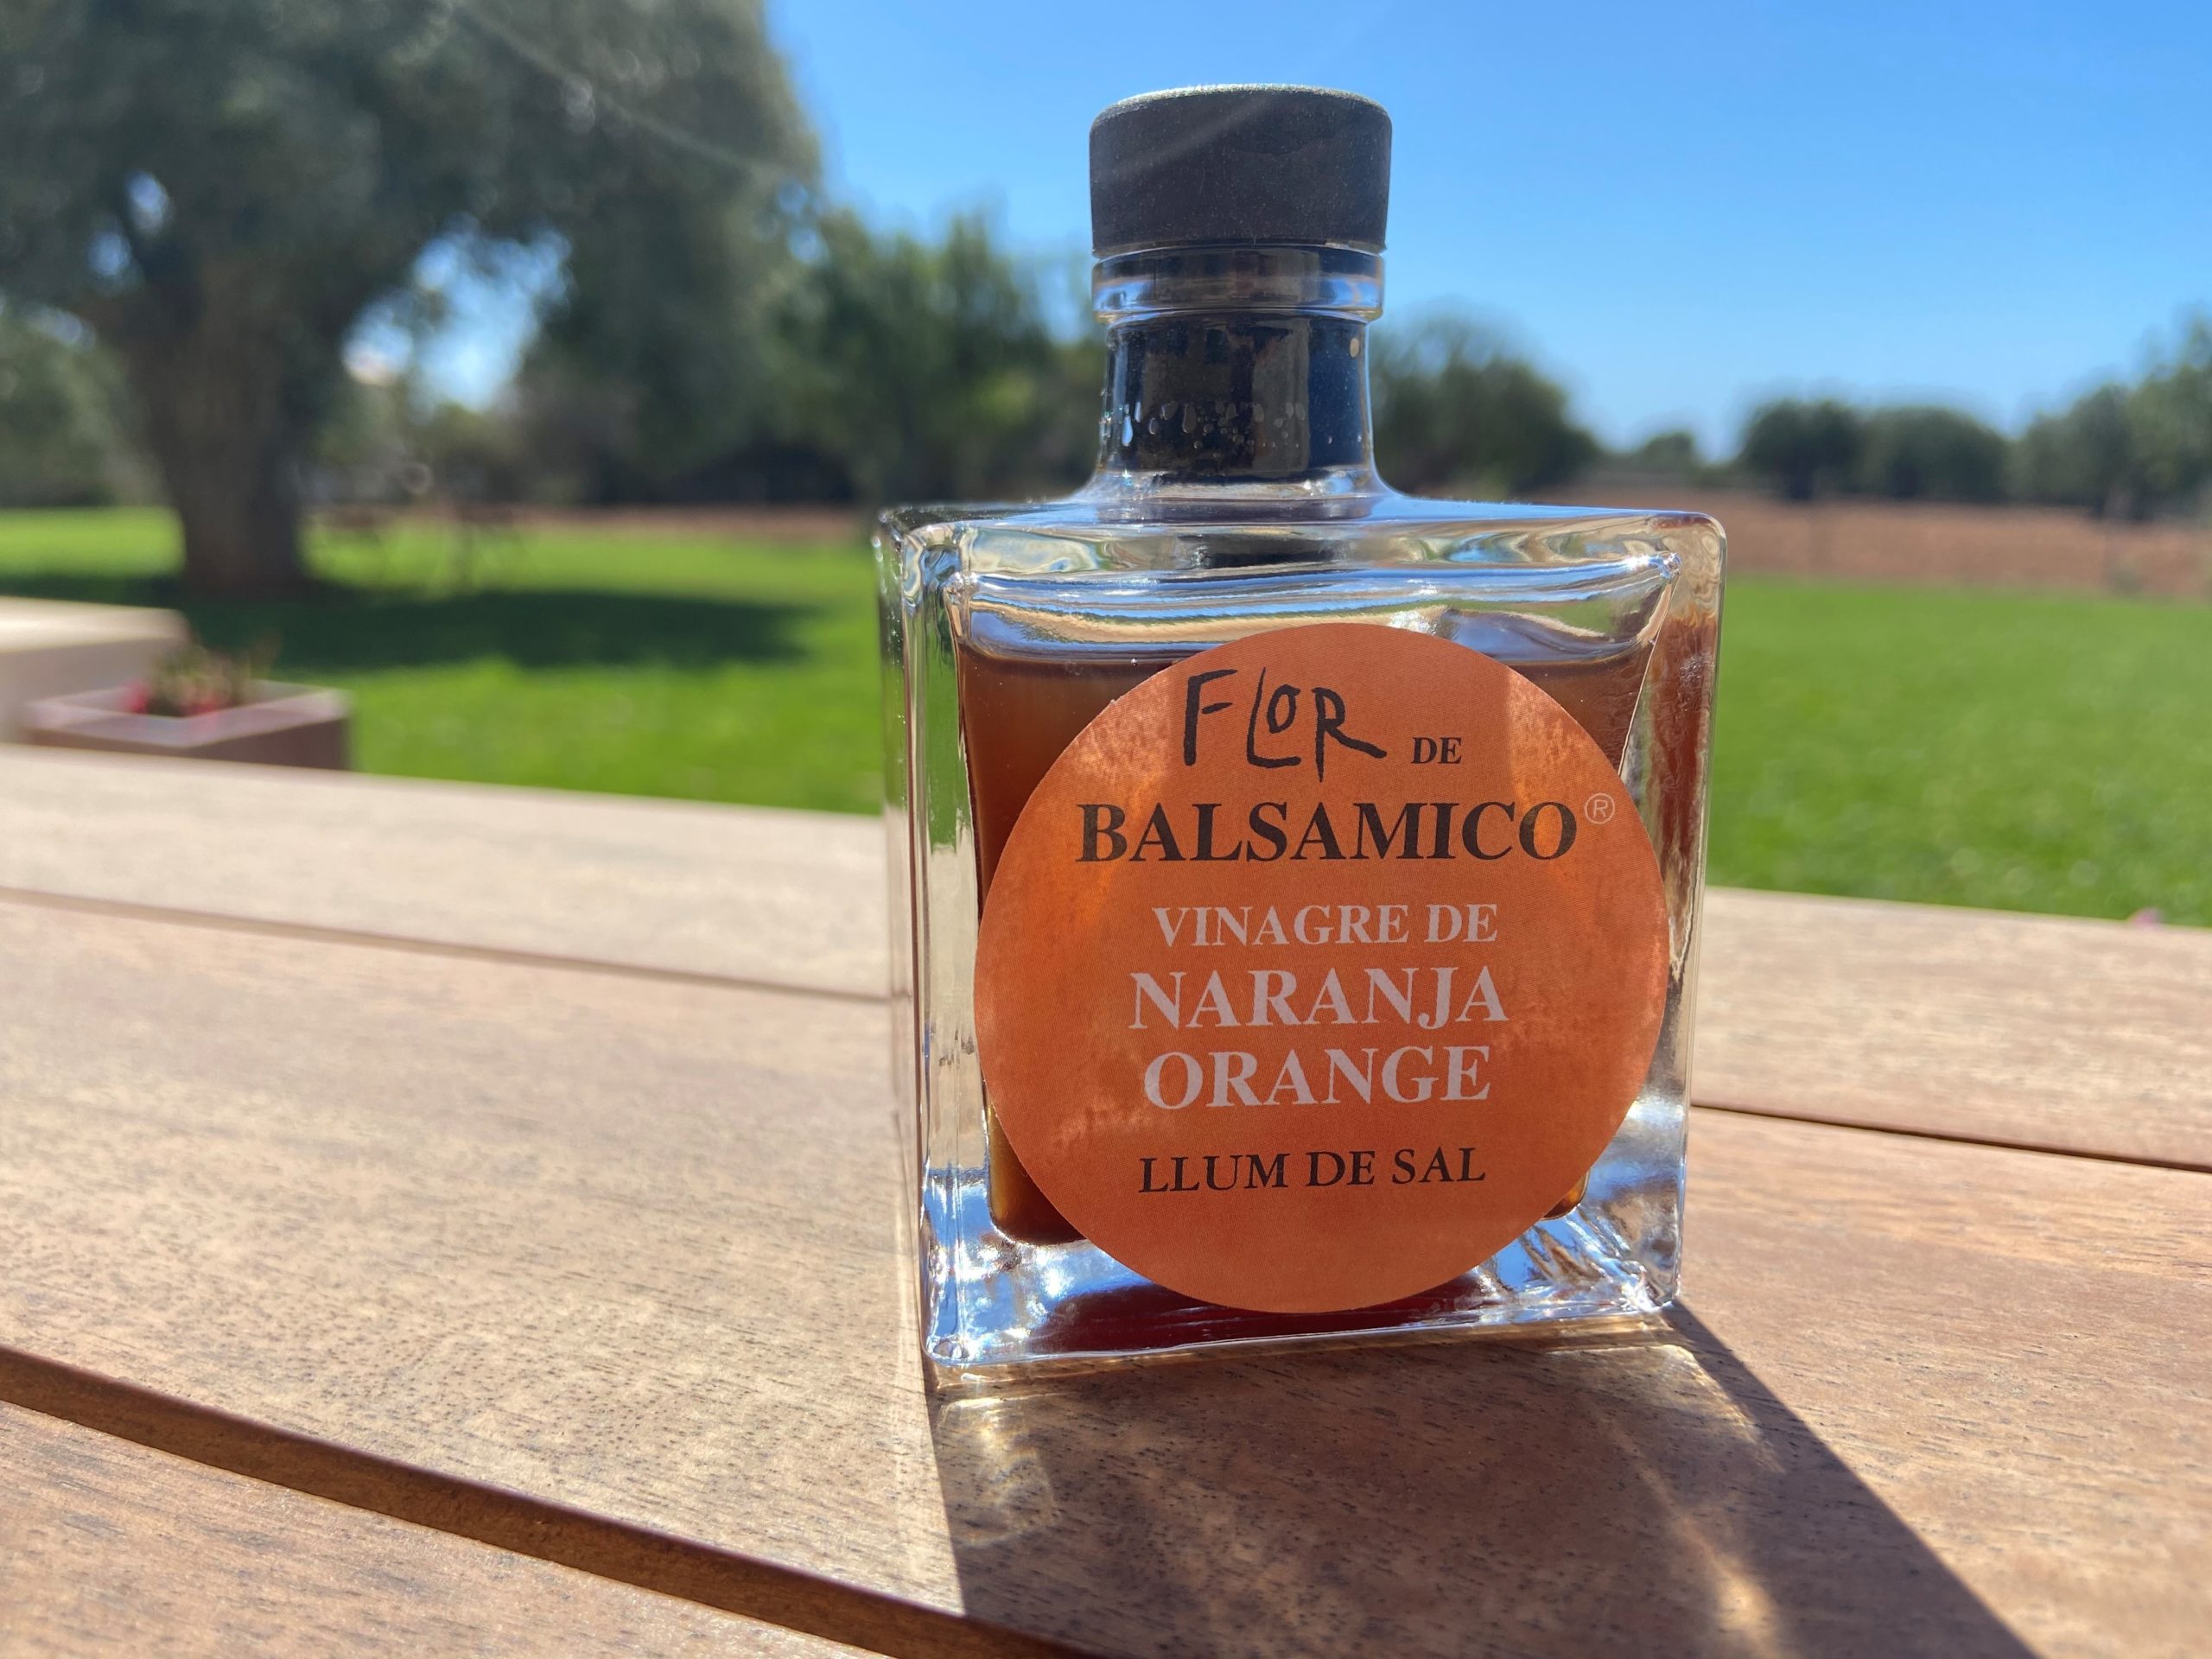 FLOR DE
BALSAMICO®
VINAGRE DE
NARANJA
ORANGE
LLUM DE SAL